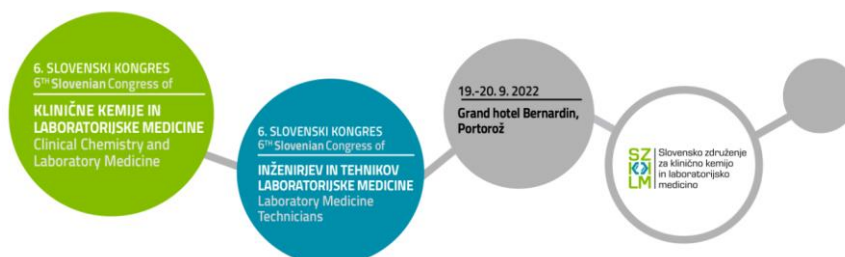 6. SLOVENSKI KONGRES
6TH Slovenian Congress of
KLINIČNE KEMIJE IN
LABORATORIJSKE MEDICINE
Clinical Chemistry and
Laboratory Medicine
6. SLOVENSKI KONGRES
6TH Slovenian Congress of
INŽENIRJEV IN TEHNIKOV
LABORATORIJSKE MEDICINE
Laboratory Medicine
Technicians
19.-20. 9. 2022
Grand hotel Bernardin,
Portorož
SZ
K
LM
Slovensko združenje
za klinično kemijo
in laboratorijsko
medicino